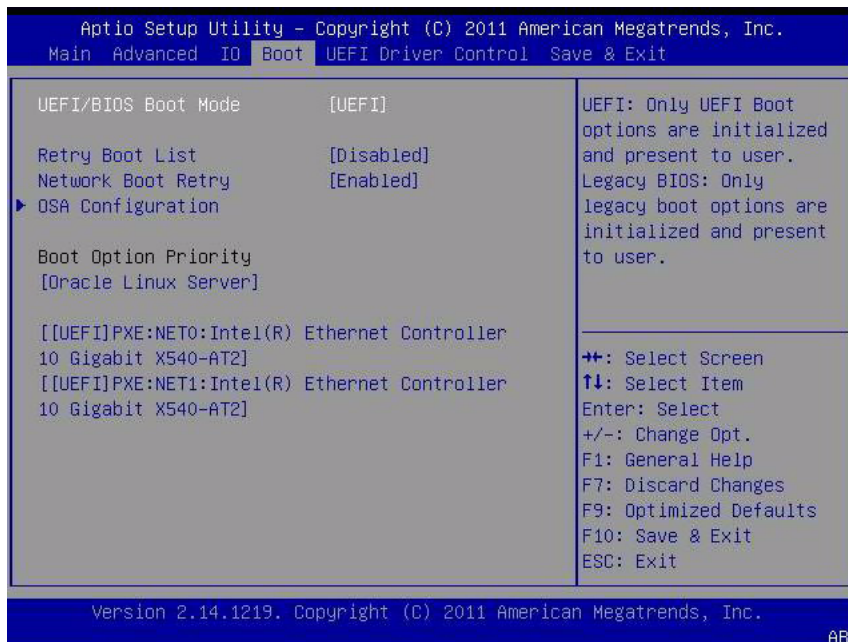 Aptio Setup Utility – Copyright (C) 2011 American Megatrends, Inc.
Main Advanced IO Boot UEFI Driver Control Save & Exit
UEFI/BIOS Boot Mode [UEFI]
Retry Boot List [Disabled]
Network Boot Retry [Enabled]
OSA Configuration
Boot Option Priority
[Oracle Linux Server]
[[UEFI]PXE:NET0:Intel(R) Ethernet Controller
10 Gigabit X540-AT2]
[[UEFI]PXE:NET1:Intel(R) Ethernet Controller
10 Gigabit X540-AT2]
UEFI: Only UEFI Boot
options are initialized
and present to user.
Legacy BIOS: Only
legacy boot options are
initialized and present
to user.
→←: Select Screen
↑↓: Select Item
Enter: Select
+/-: Change Opt.
F1: General Help
F7: Discard Changes
F9: Optimized Defaults
F10: Save & Exit
ESC: Exit
Version 2.14.1219. Copyright (C) 2011 American Megatrends, Inc.
AB